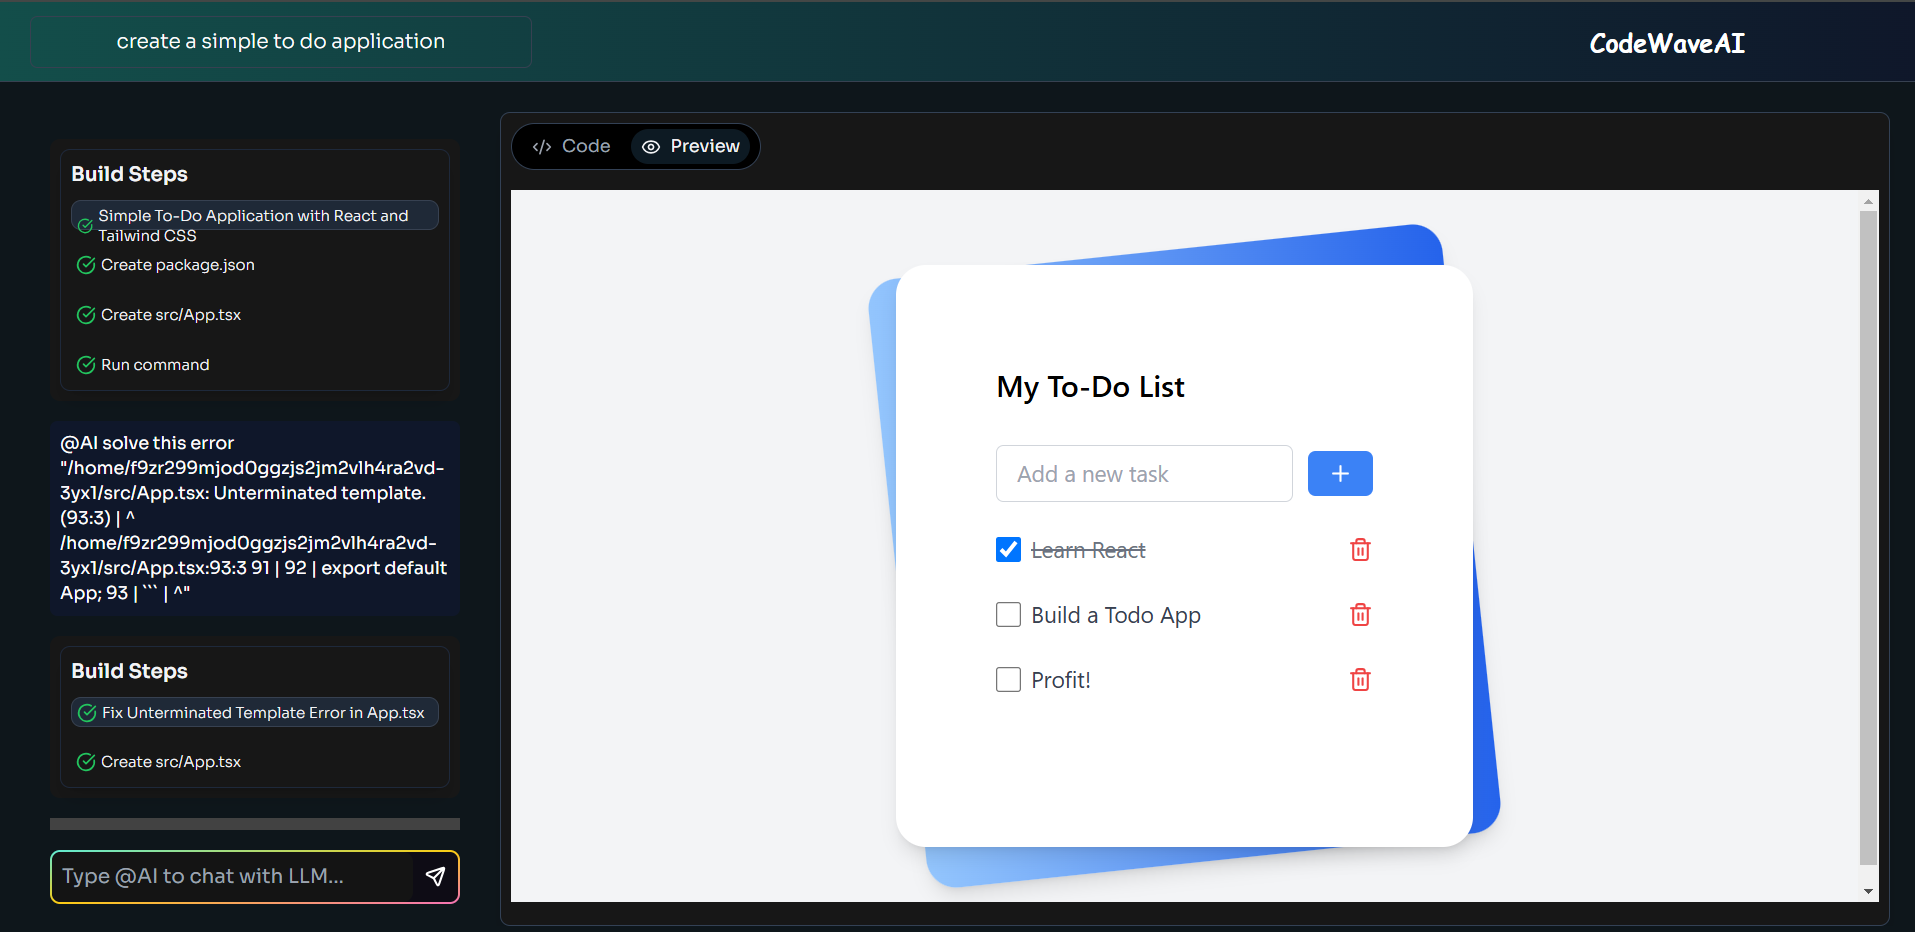 create a simple to do application
CodeWaveAI
Build Steps
Simple To-Do Application with React and
Tailwind CSS
Create package.json
Create src/App.tsx
Run command
@AI solve this error
"/home/f9zr299mjod0ggzjs2jm2vlh4ra2vd-
3yx1/src/App.tsx: Unterminated template.
(93:3) | ^
/home/f9zr299mjod0ggzjs2jm2vlh4ra2vd-
3yx1/src/App.tsx:93:3 91 | 92 | export default
App; 93 | ``` | ^"
Build Steps
Fix Unterminated Template Error in App.tsx
Create src/App.tsx
Type @AI to chat with LLM...
</> Code
Preview
My To-Do List
Add a new task
+
Learn React
Build a Todo App
Profit!